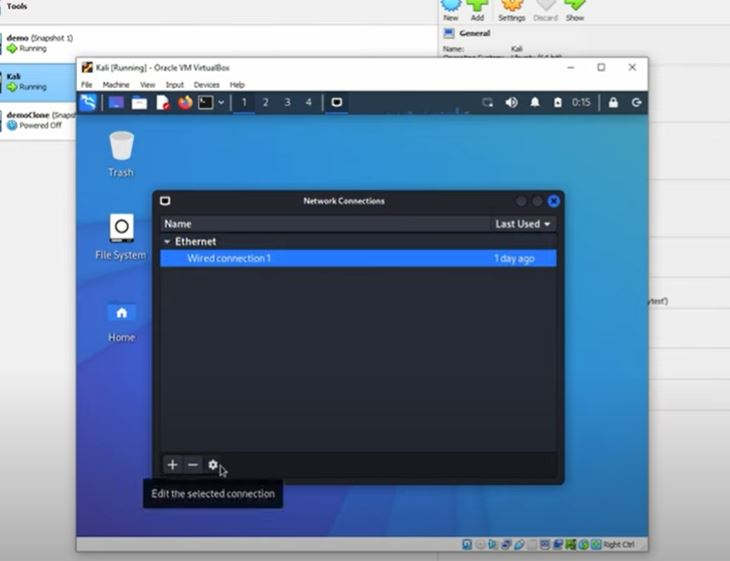 Tools
New Add Settings Discard Show
demo (Snapshot 1)
Running
General
Name: Kali
Kali
Running
demoClone (Snaps
Powered Off
Kali [Running] - Oracle VM VirtualBox
File Machine View Input Devices Help
1 2 3 4 0:15
Trash
File System
Home
Network Connections
Name Last Used
Ethernet
Wired connection 1 1 day ago
Edit the selected connection
Right Ctrl